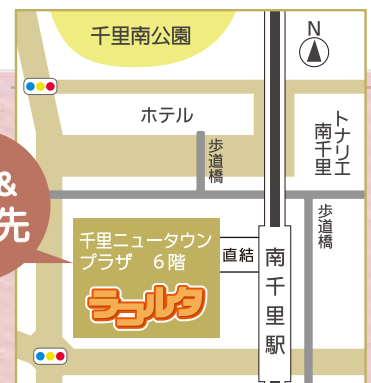 千里南公園
N
ホテル
歩道橋
トナリエ
南千里
&
先
千里ニュータウン
プラザ 6階
ラコルタ
直結
南千里駅
歩道橋